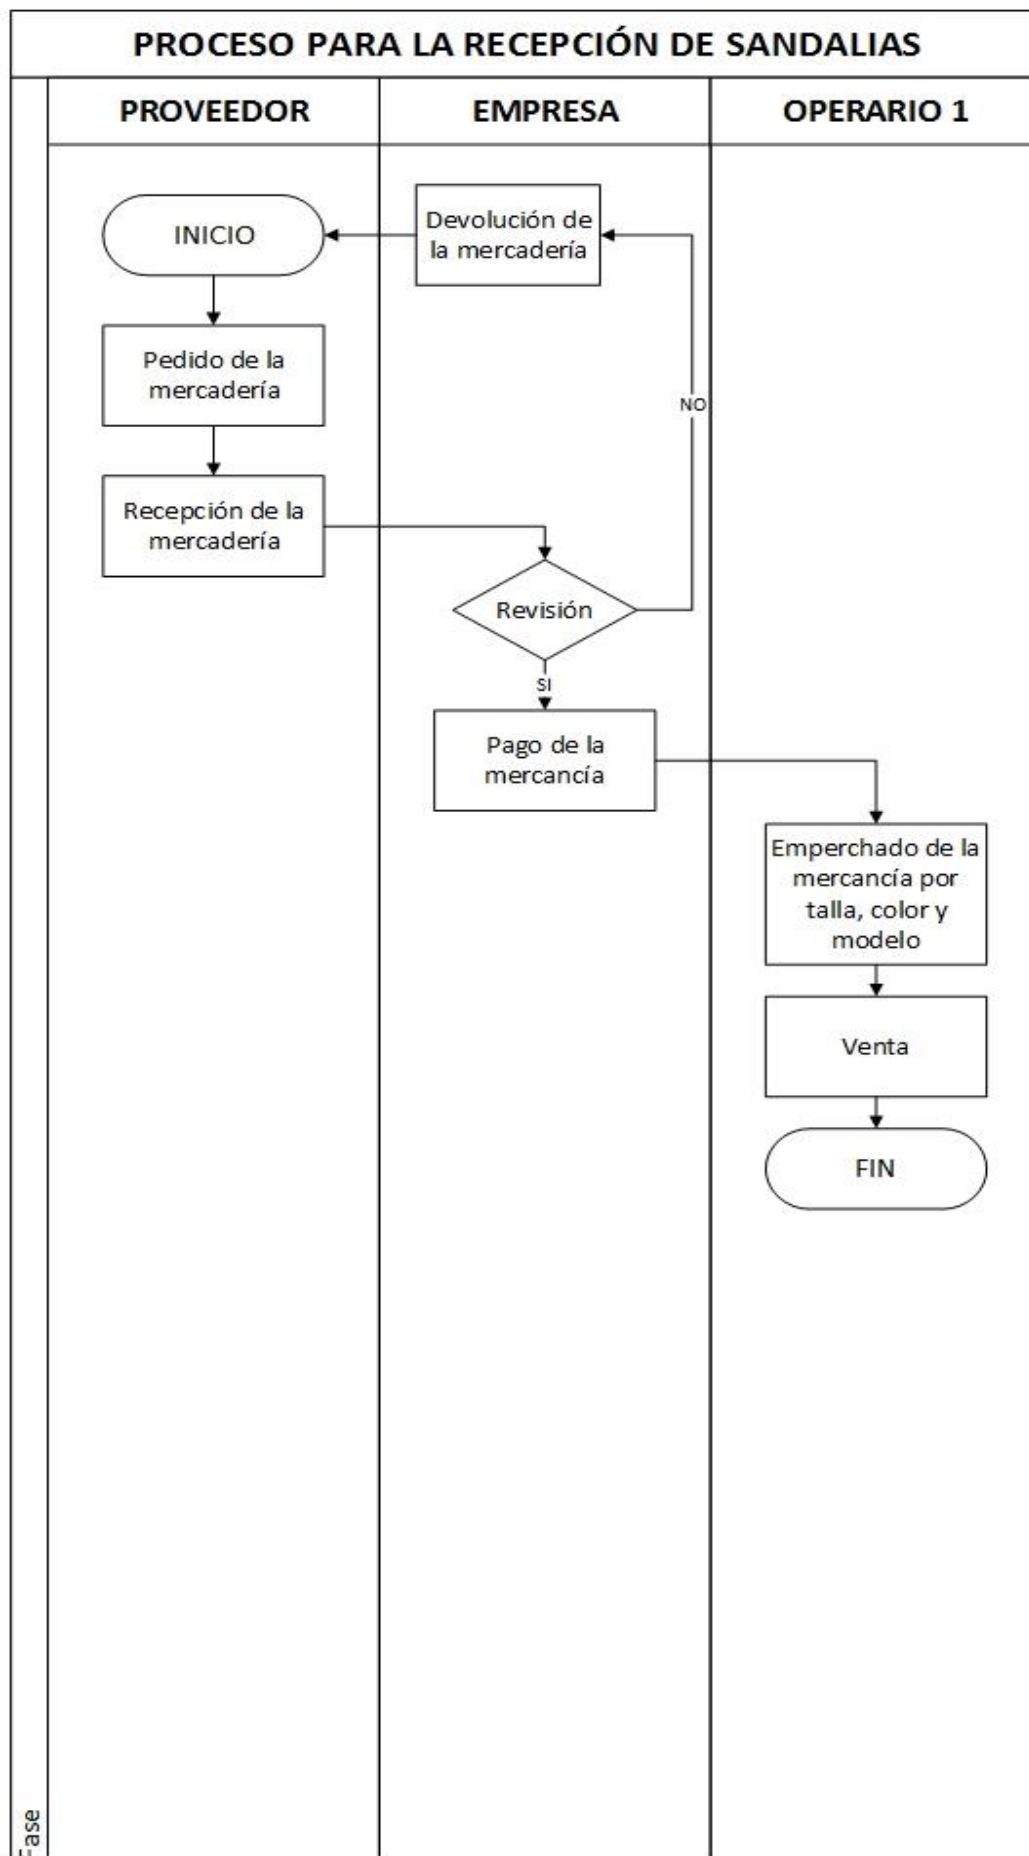 PROCESO PARA LA RECEPCIÓN DE SANDALIAS
PROVEEDOR
EMPRESA
OPERARIO 1
INICIO
Devolución de
la mercadería
Pedido de la
mercadería
NO
Recepción de la
mercadería
Revisión
SI
Pago de la
mercancía
Emperchado de la
mercancía por
talla, color y
modelo
Venta
FIN
Fase